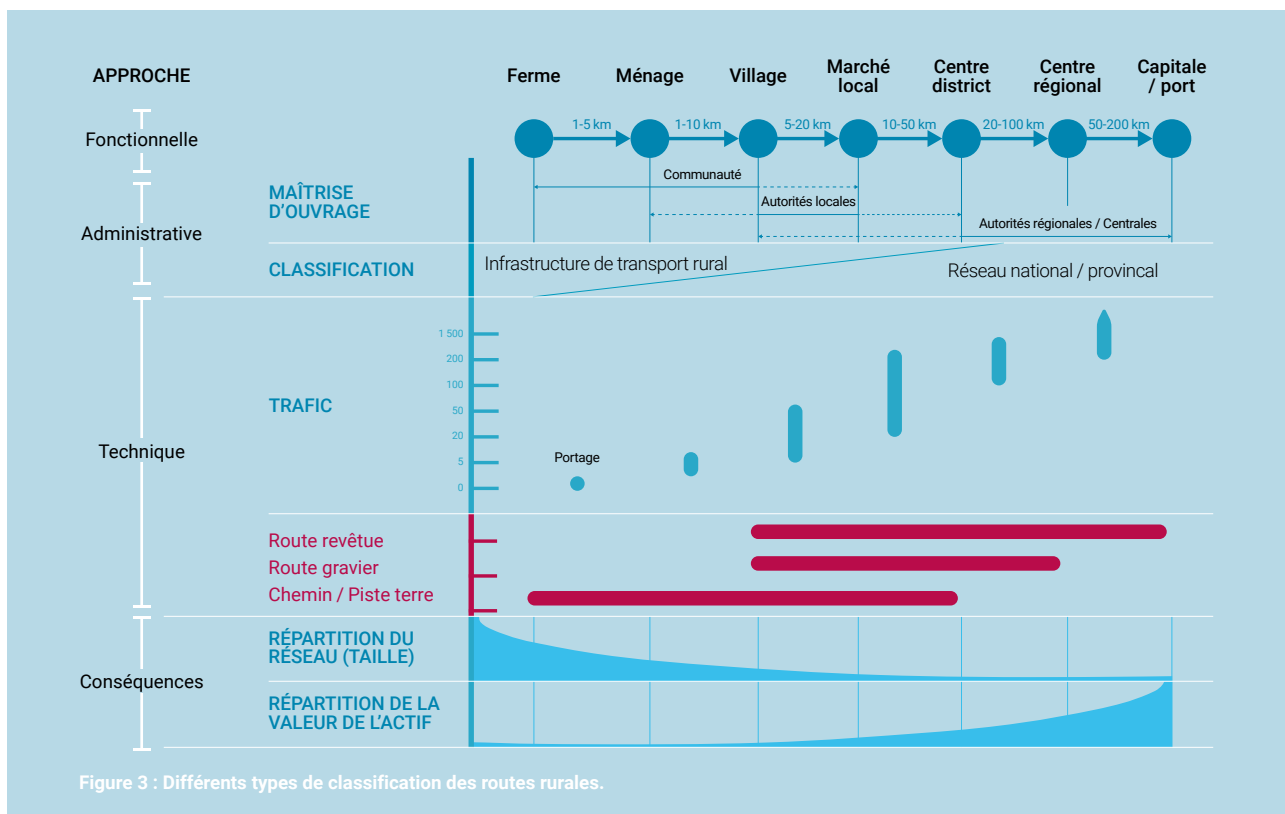 APPROCHE
Ferme
Ménage
Village
Marché
local
Centre
district
Centre
régional
Capitale
/ port
Fonctionnelle
1-5 km
1-10 km
5-20 km
10-50 km
20-100 km
50-200 km
Administrative
MAÎTRISE
D'OUVRAGE
Communauté
Autorités locales
Autorités régionales / Centrales
CLASSIFICATION
Infrastructure de transport rural
Réseau national / provincal
Technique
TRAFIC
1 500
200
100
50
20
5
0
Portage
Route revêtue
Route gravier
Chemin / Piste terre
Conséquences
RÉPARTITION DU
RÉSEAU (TAILLE)
RÉPARTITION DE LA
VALEUR DE L'ACTIF
Figure 3 : Différents types de classification des routes rurales.